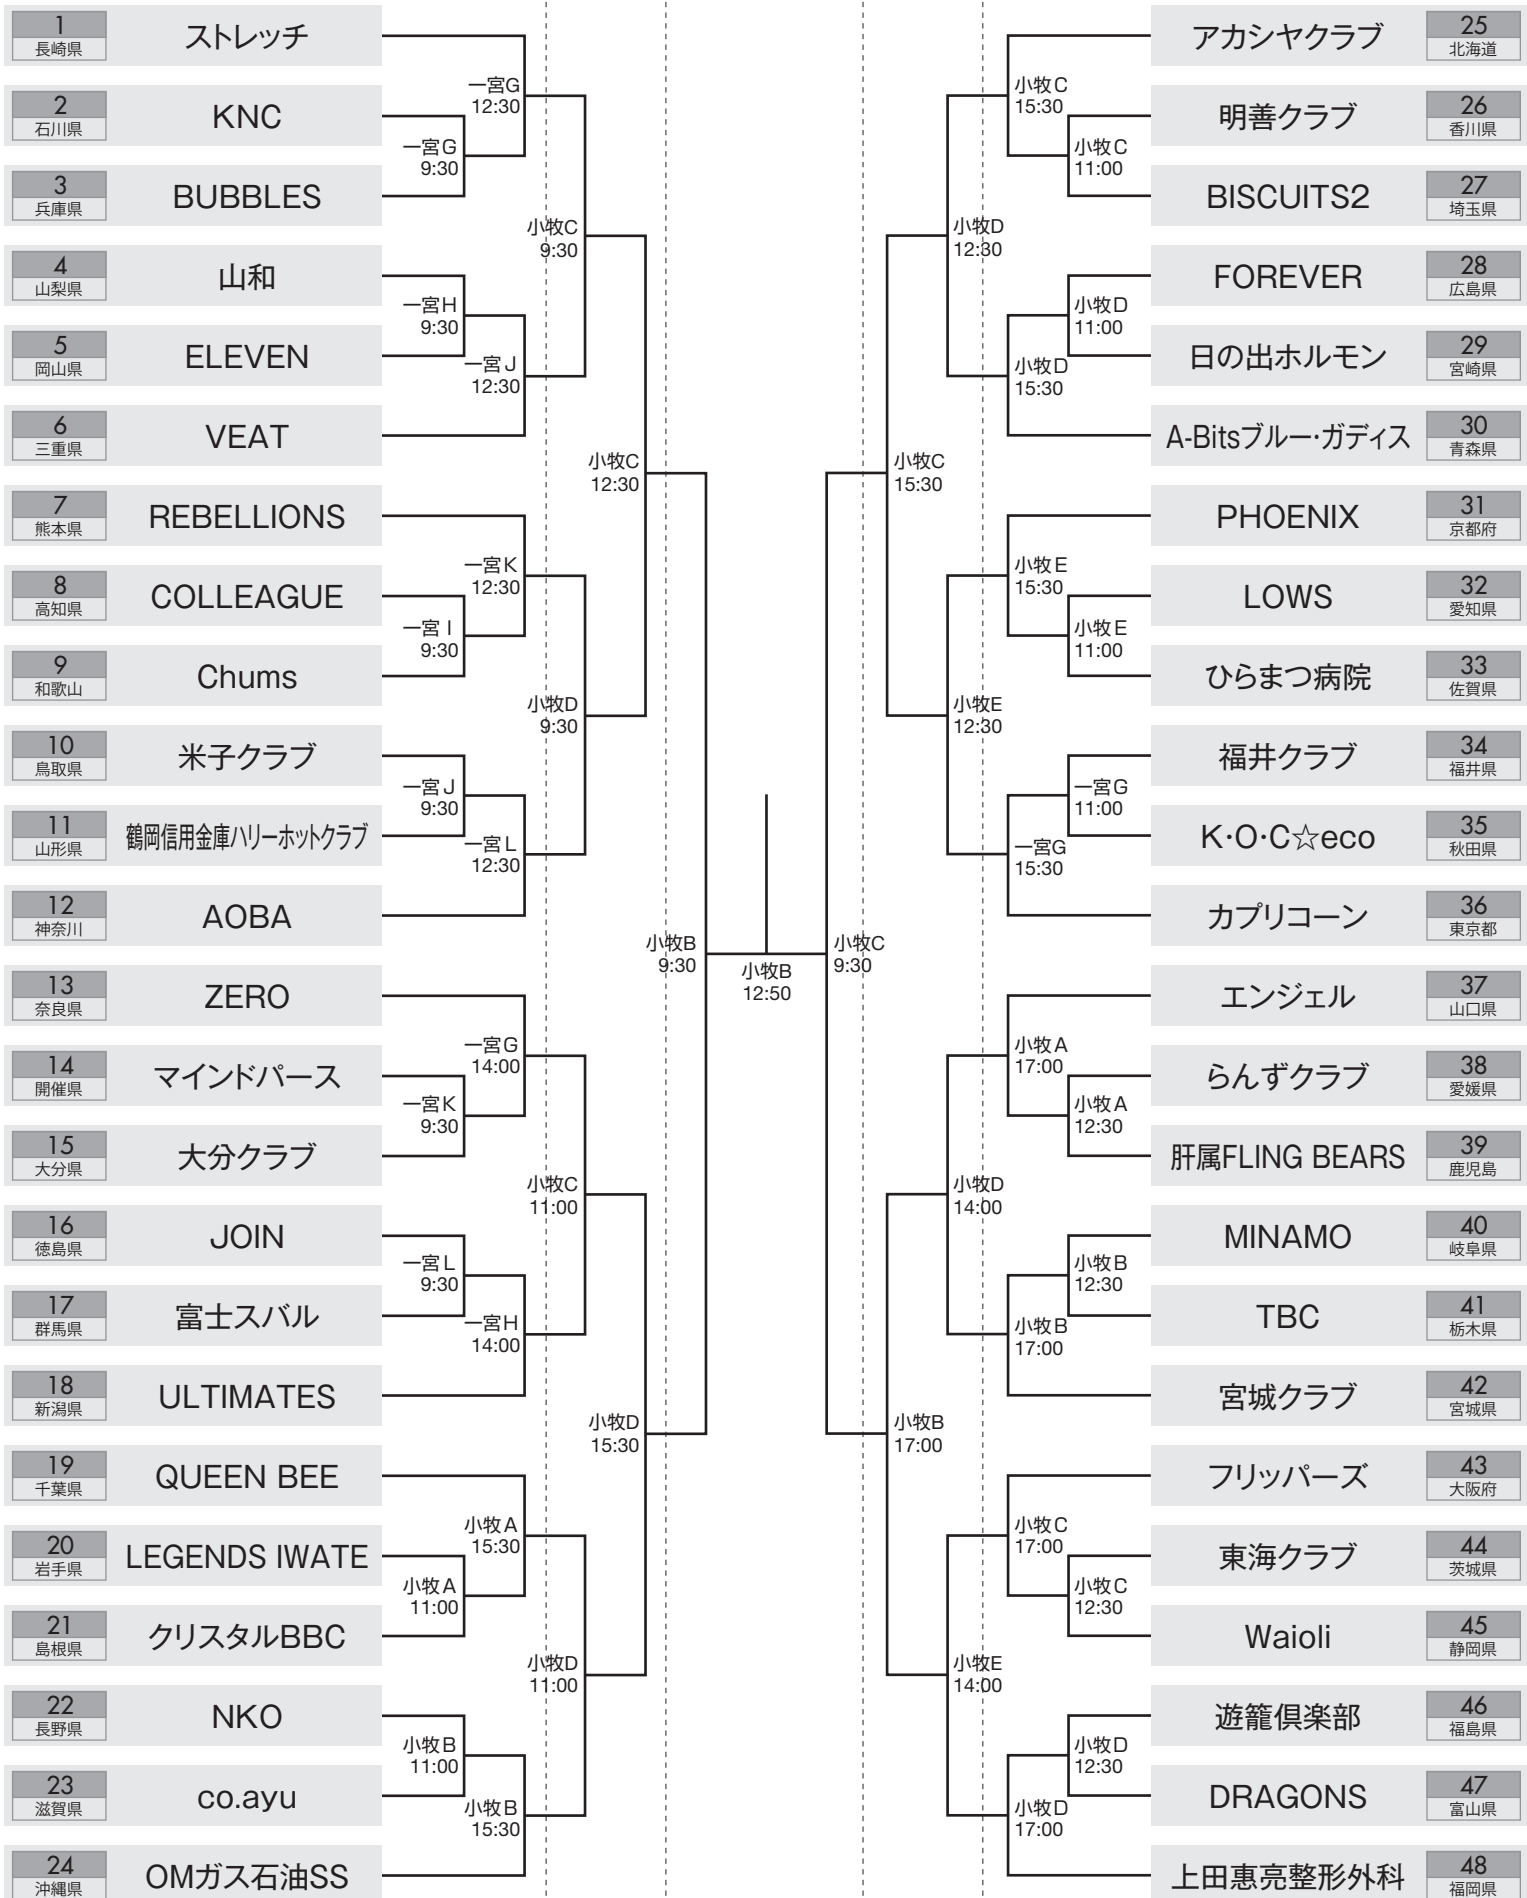 1
長崎県
ストレッチ
2
石川県
KNC
3
兵庫県
BUBBLES
4
山梨県
山和
5
岡山県
ELEVEN
6
三重県
VEAT
7
熊本県
REBELLIONS
8
高知県
COLLEAGUE
9
和歌山
Chums
10
鳥取県
米子クラブ
11
山形県
鶴岡信用金庫ハリーホットクラブ
12
神奈川
AOBA
13
奈良県
ZERO
14
開催県
マインドパース
15
大分県
大分クラブ
16
徳島県
JOIN
17
群馬県
富士スバル
18
新潟県
ULTIMATES
19
千葉県
QUEEN BEE
20
岩手県
LEGENDS IWATE
21
島根県
クリスタルBBC
22
長野県
NKO
23
滋賀県
co.ayu
24
沖縄県
OMガス石油SS
一宮G
9:30
一宮H
9:30
一宮I
9:30
一宮J
9:30
一宮K
9:30
一宮L
9:30
小牧A
11:00
小牧B
11:00
一宮G
12:30
一宮J
12:30
一宮K
12:30
一宮L
12:30
一宮G
14:00
一宮H
14:00
小牧A
15:30
小牧B
15:30
小牧C
9:30
小牧D
9:30
小牧C
11:00
小牧D
11:00
小牧C
12:30
小牧D
15:30
小牧B
9:30
小牧B
12:50
小牧C
9:30
小牧C
15:30
小牧B
17:00
小牧D
12:30
小牧E
12:30
小牧D
14:00
小牧E
14:00
小牧C
15:30
小牧D
15:30
小牧E
15:30
一宮G
15:30
小牧A
17:00
小牧B
17:00
小牧C
17:00
小牧D
17:00
小牧C
11:00
小牧D
11:00
小牧E
11:00
一宮G
11:00
小牧A
12:30
小牧B
12:30
小牧C
12:30
小牧D
12:30
アカシヤクラブ
25
北海道
明善クラブ
26
香川県
BISCUITS2
27
埼玉県
FOREVER
28
広島県
日の出ホルモン
29
宮崎県
A-Bitsブルー・ガディス
30
青森県
PHOENIX
31
京都府
LOWS
32
愛知県
ひらまつ病院
33
佐賀県
福井クラブ
34
福井県
K・O・C☆eco
35
秋田県
カプリコーン
36
東京都
エンジェル
37
山口県
らんずクラブ
38
愛媛県
肝属FLING BEARS
39
鹿児島
MINAMO
40
岐阜県
TBC
41
栃木県
宮城クラブ
42
宮城県
フリッパーズ
43
大阪府
東海クラブ
44
茨城県
Waioli
45
静岡県
遊籠倶楽部
46
福島県
DRAGONS
47
富山県
上田惠亮整形外科
48
福岡県